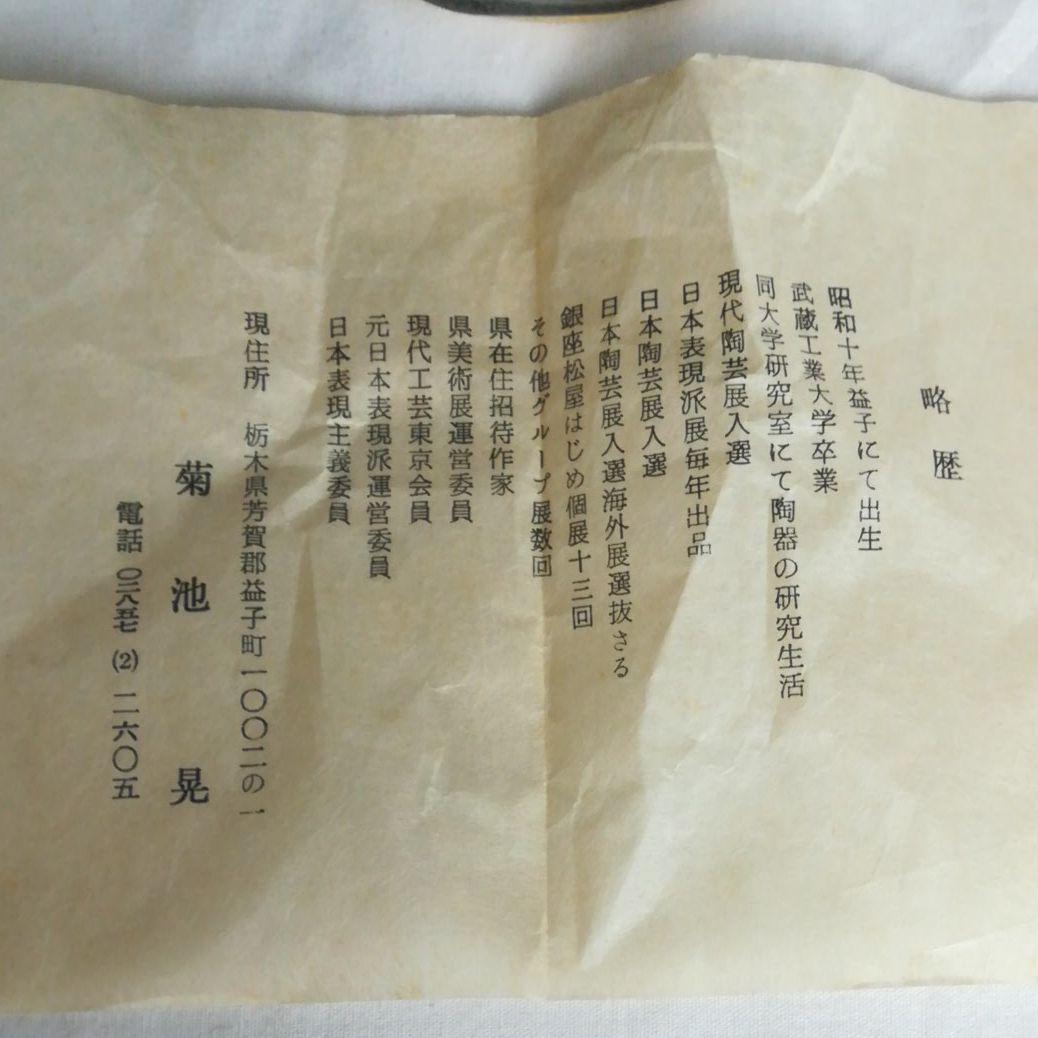 略歴
昭和十年益子にて出生
武蔵工業大学卒業
同大学研究室にて陶器の研究生活
現代陶芸展入選
日本表現派展毎年出品
日本陶芸展入選
日本陶芸展入選海外展選抜さる
銀座松屋はじめ個展十三回
その他グループ展数回
県在住招待作家
県美術展運営委員
現代工芸東京会員
元日本表現派運営委員
日本表現主義委員
現住所 栃木県芳賀郡益子町一〇〇二の一
菊池晃
電話 〇二八五七(2)二六〇五